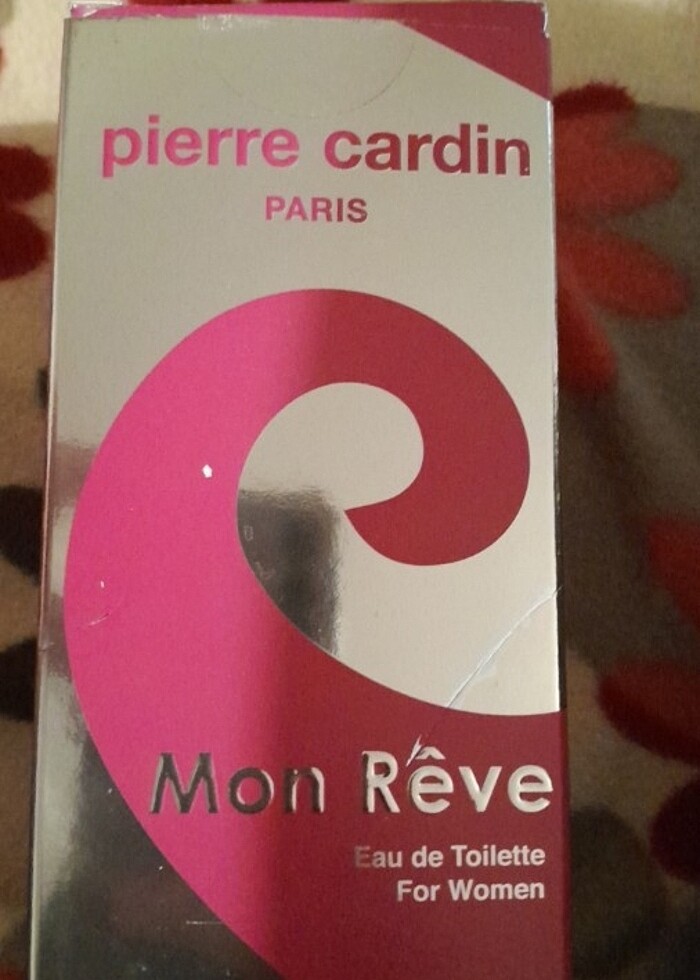 pierre cardin
PARIS
Mon Rêve
Eau de Toilette
For Women